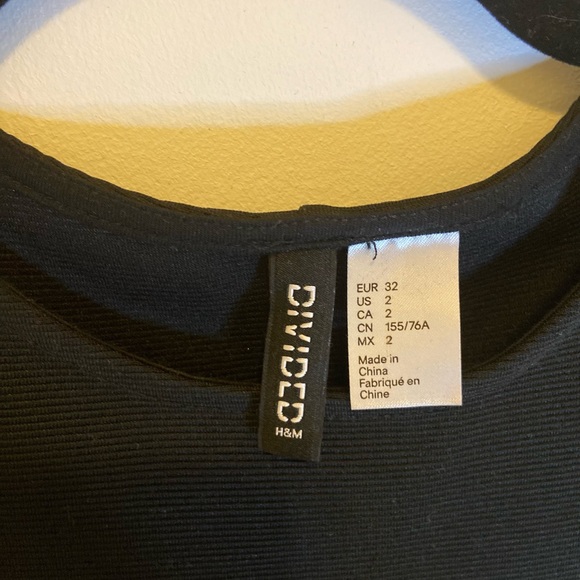 DIVIDED
H&M
EUR 32
US 2
CA 2
CN 155/76A
MX 2
Made in
China
Fabriqué en
Chine